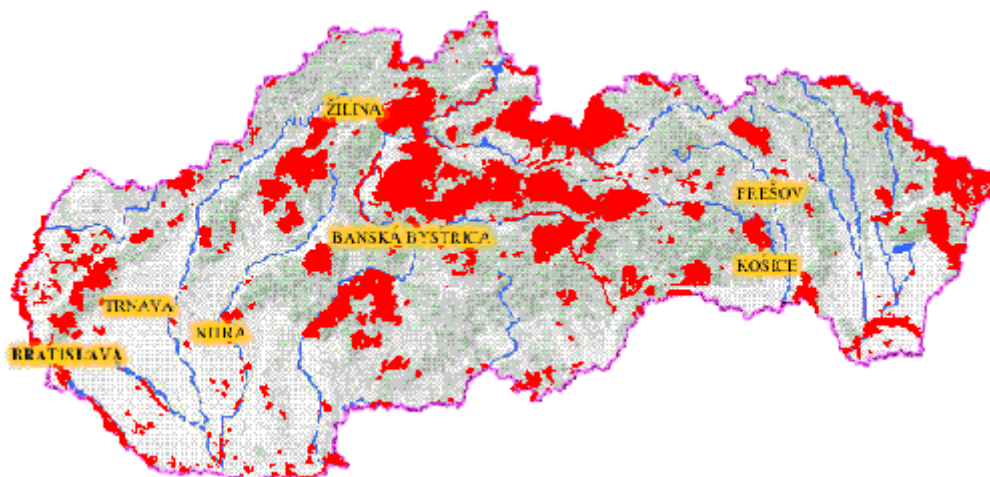 ŽILINA
PREŠOV
BANSKÁ BYSTRICA
KOŠICE
TRNAVA
NITRA
BRATISLAVA